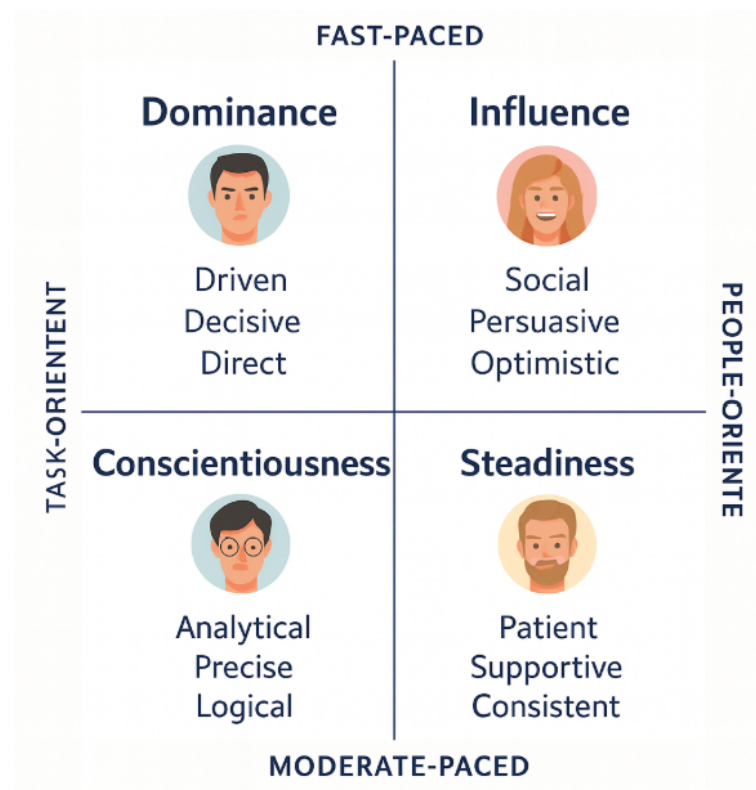 FAST-PACED
Dominance
Driven
Decisive
Direct
Influence
Social
Persuasive
Optimistic
TASK-ORIENTENT
PEOPLE-ORIENTE
Conscientiousness
Analytical
Precise
Logical
Steadiness
Patient
Supportive
Consistent
MODERATE-PACED